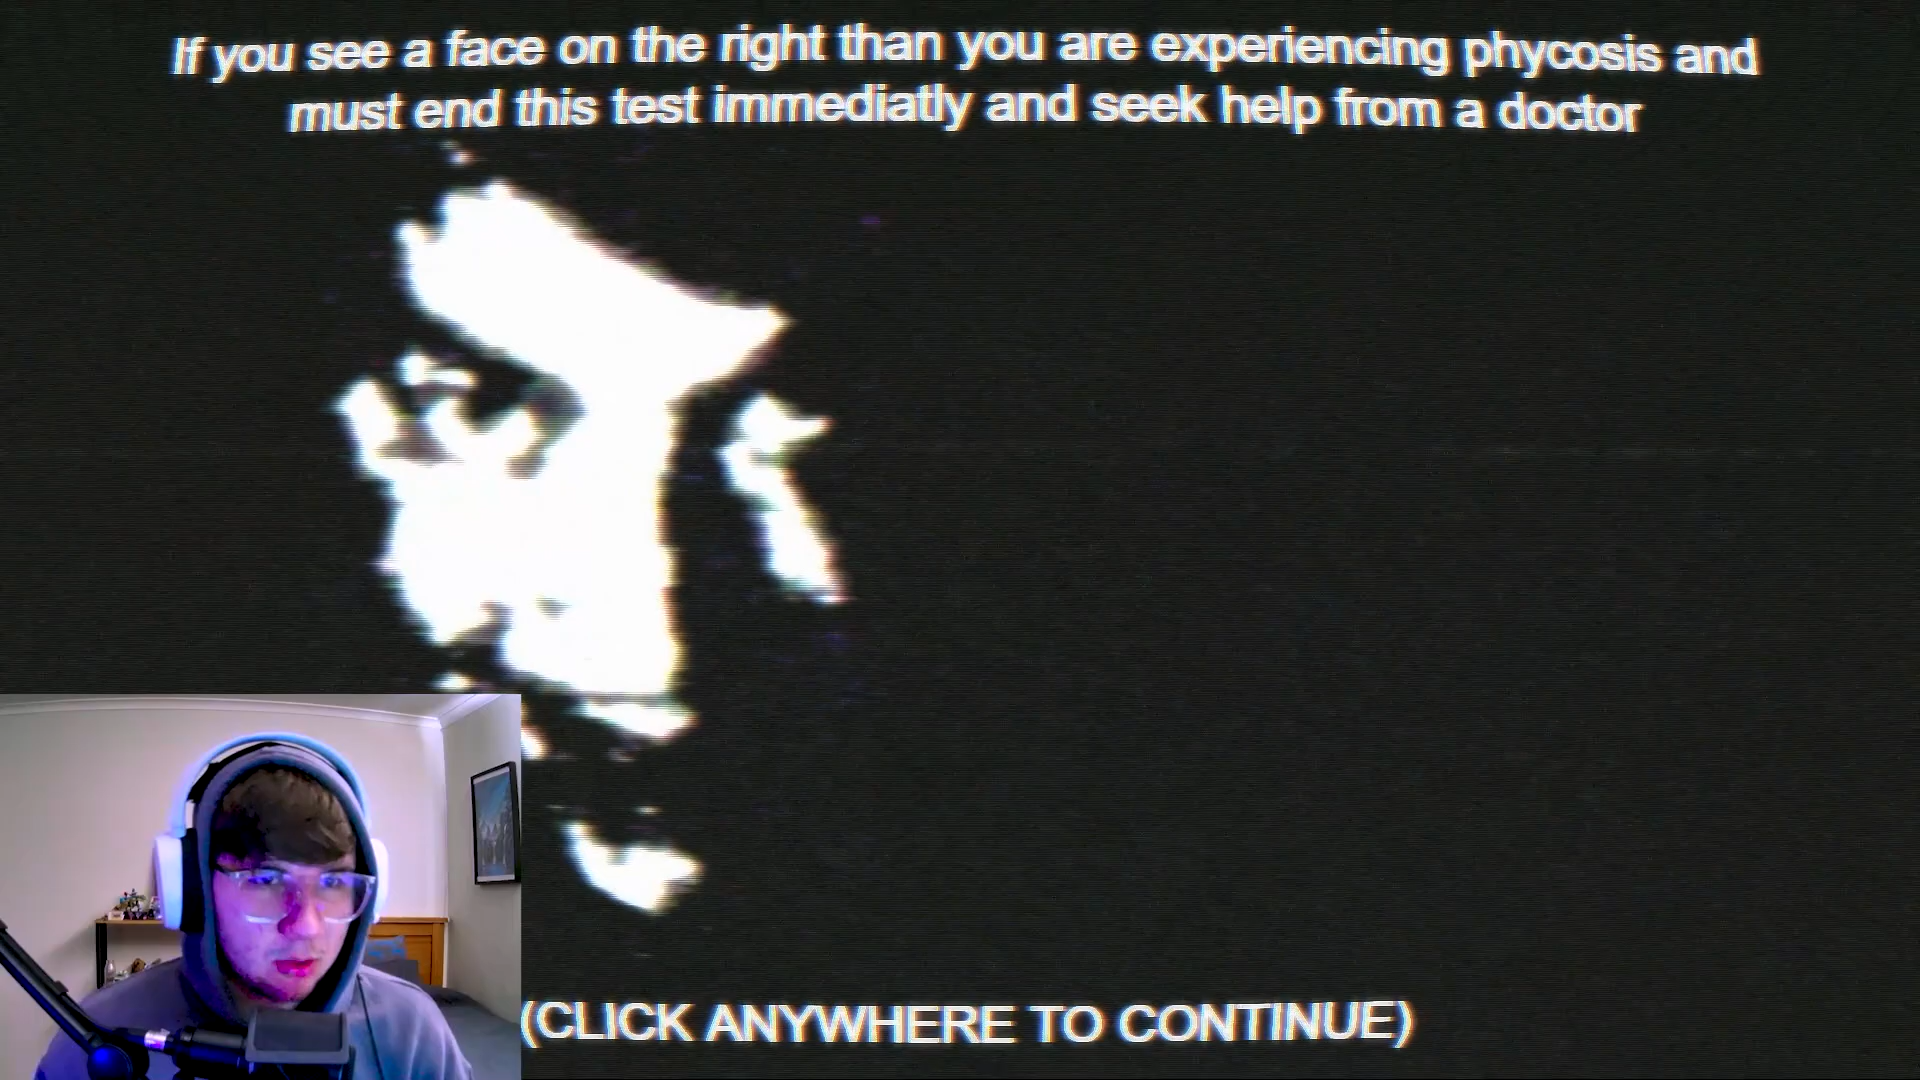 If you see a face on the right than you are experiencing phycosis and
must end this test immediatly and seek help from a doctor
(CLICK ANYWHERE TO CONTINUE)